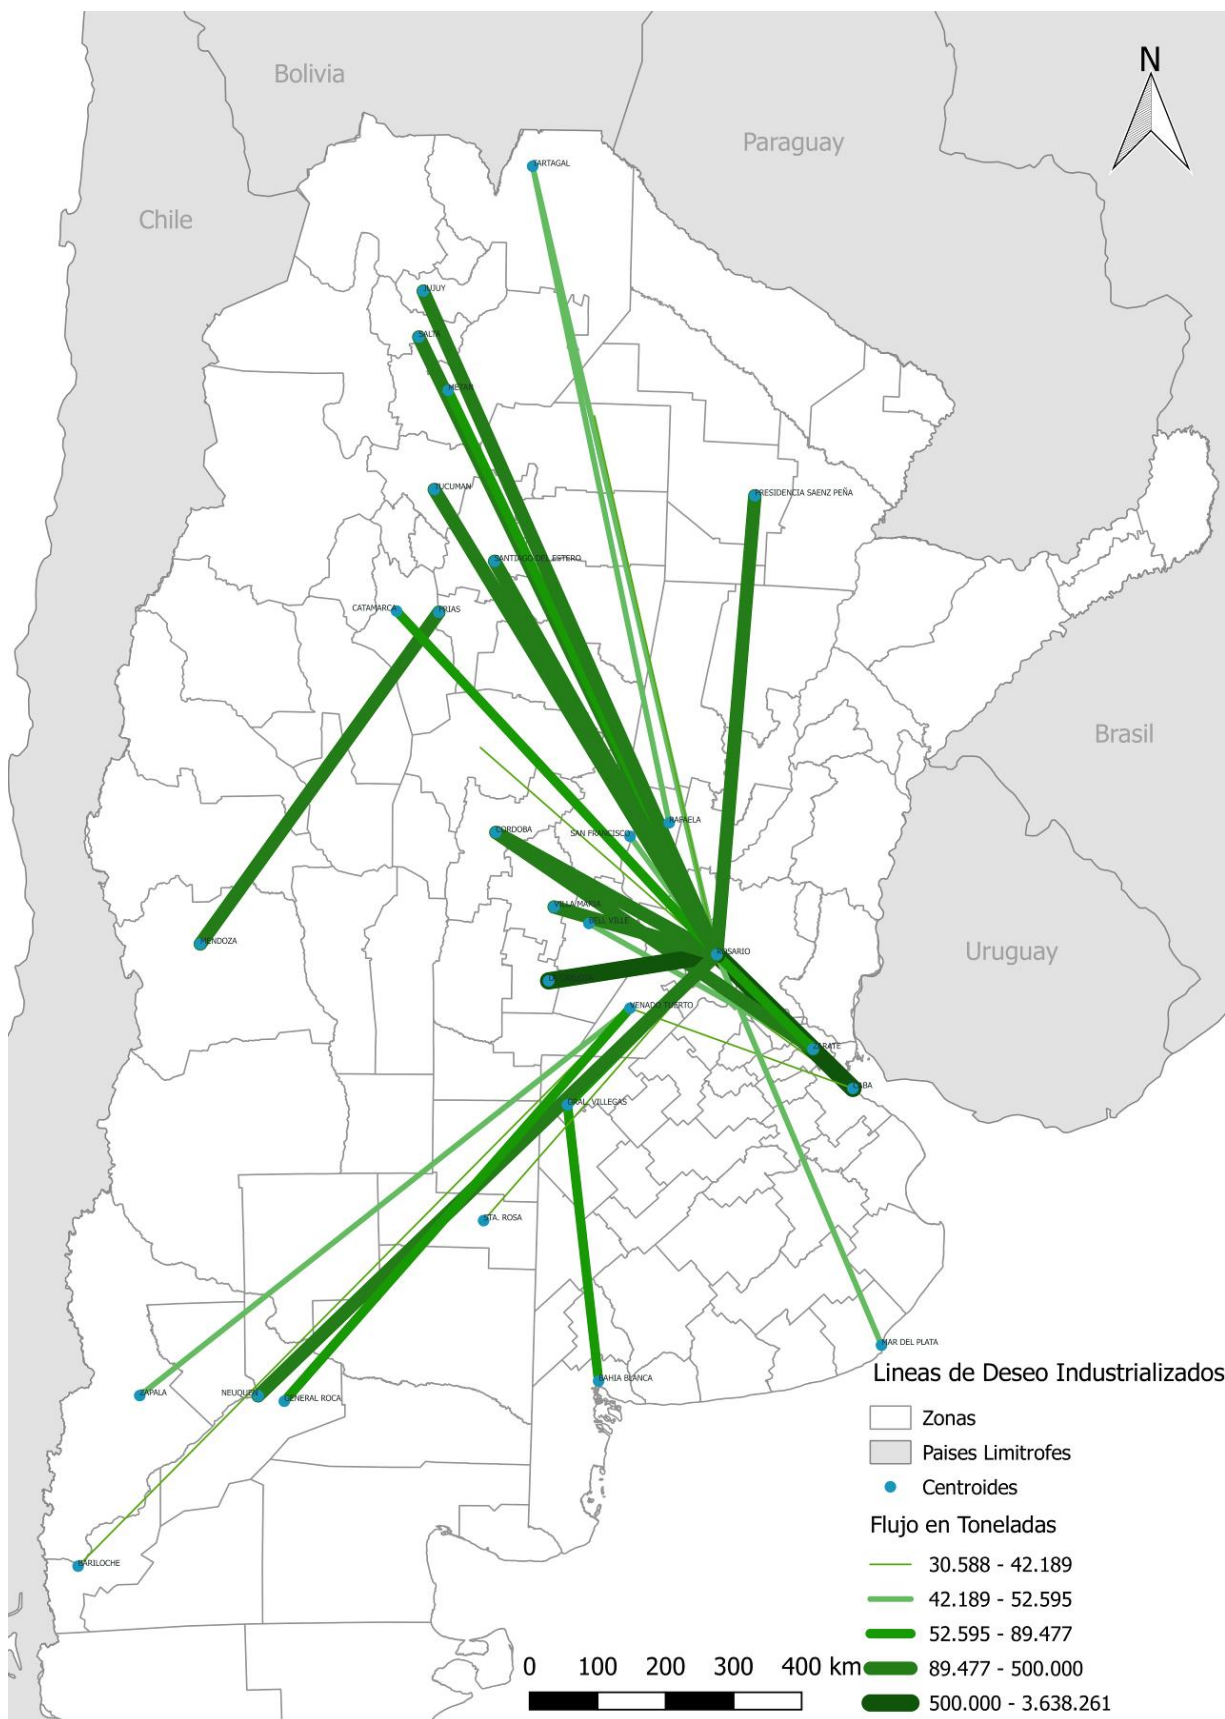 Bolivia
N
Paraguay
TARTAGAL
Chile
JUJUY
SALTA
METAN
TUCUMAN
PRESIDENCIA SAENZ PEÑA
SANTIAGO DEL ESTERO
CATAMARCA
FRIAS
Brasil
RAFAELA
CORDOBA
SAN FRANCISCO
VILLA MARIA
BELL VILLE
MENDOZA
ROSARIO
Uruguay
VENADO TUERTO
ZARATE
CABA
GRAL. VILLEGAS
STA. ROSA
MAR DEL PLATA
Lineas de Deseo Industrializados
BAHIA BLANCA
ZAPALA
NEUQUEN
GENERAL ROCA
Zonas
Paises Limitrofes
Centroides
Flujo en Toneladas
BARILOCHE
30.588 - 42.189
42.189 - 52.595
52.595 - 89.477
0 100 200 300 400 km
89.477 - 500.000
500.000 - 3.638.261